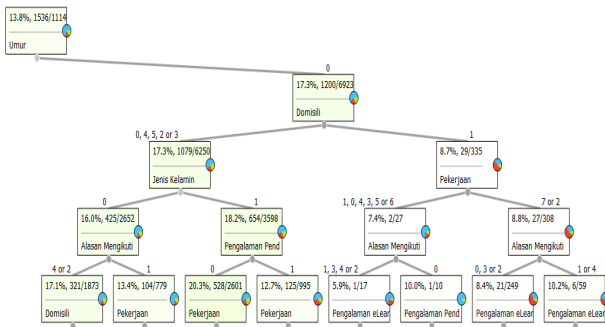 13.8%, 1536/1114
Umur
0
17.3%, 1200/6923
Domisili
0, 4, 5, 2 or 3
1
17.3%, 1079/6250
Jenis Kelamin
8.7%, 29/335
Pekerjaan
0
1
1, 0, 4, 3, 5 or 6
7 or 2
16.0%, 425/2652
Alasan Mengikuti
18.2%, 654/3598
Pengalaman Pend
7.4%, 2/27
Alasan Mengikuti
8.8%, 27/308
Alasan Mengikuti
4 or 2
1
0
1
1, 3, 4 or 2
0
0, 3 or 2
1 or 4
17.1%, 321/1873
Domisili
13.4%, 104/779
Pekerjaan
20.3%, 528/2601
Pekerjaan
12.7%, 125/995
Pekerjaan
5.9%, 1/17
Pengalaman eLear
10.0%, 1/10
Pengalaman Pend
8.4%, 21/249
Pengalaman eLear
10.2%, 6/59
Pengalaman eLear